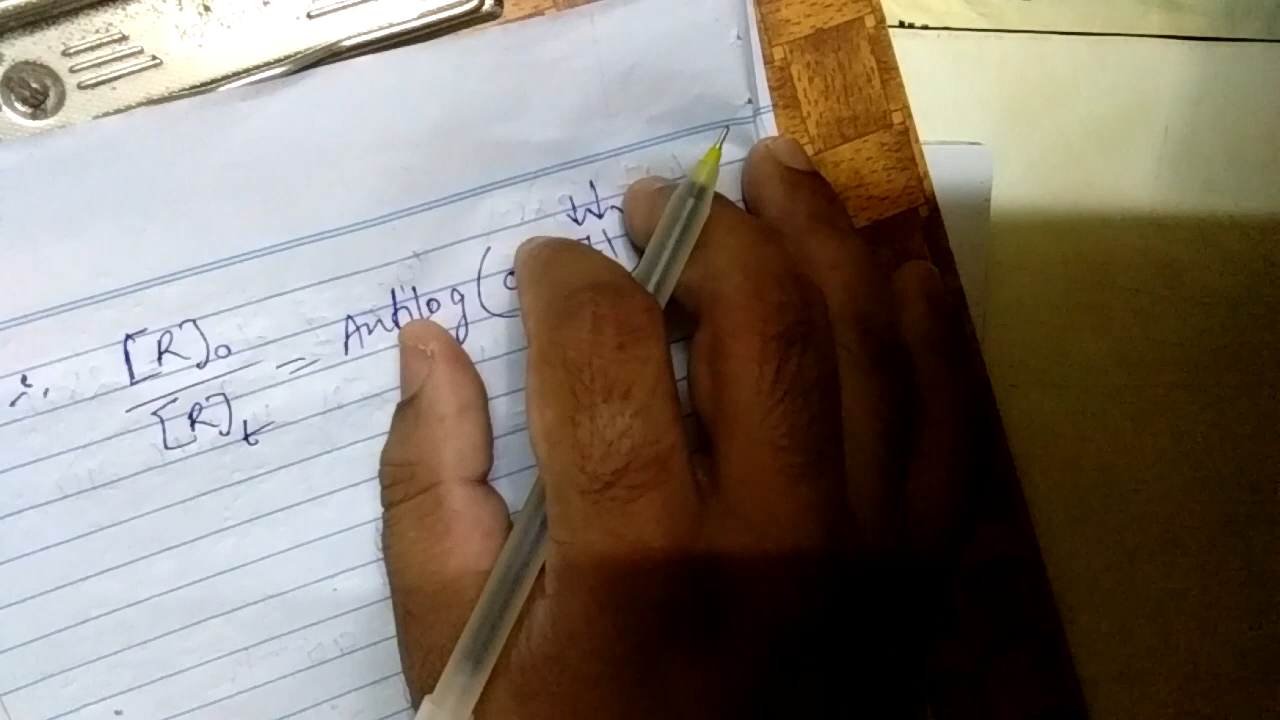 ∴ [R]₀ / [R]ₜ = Antilog (